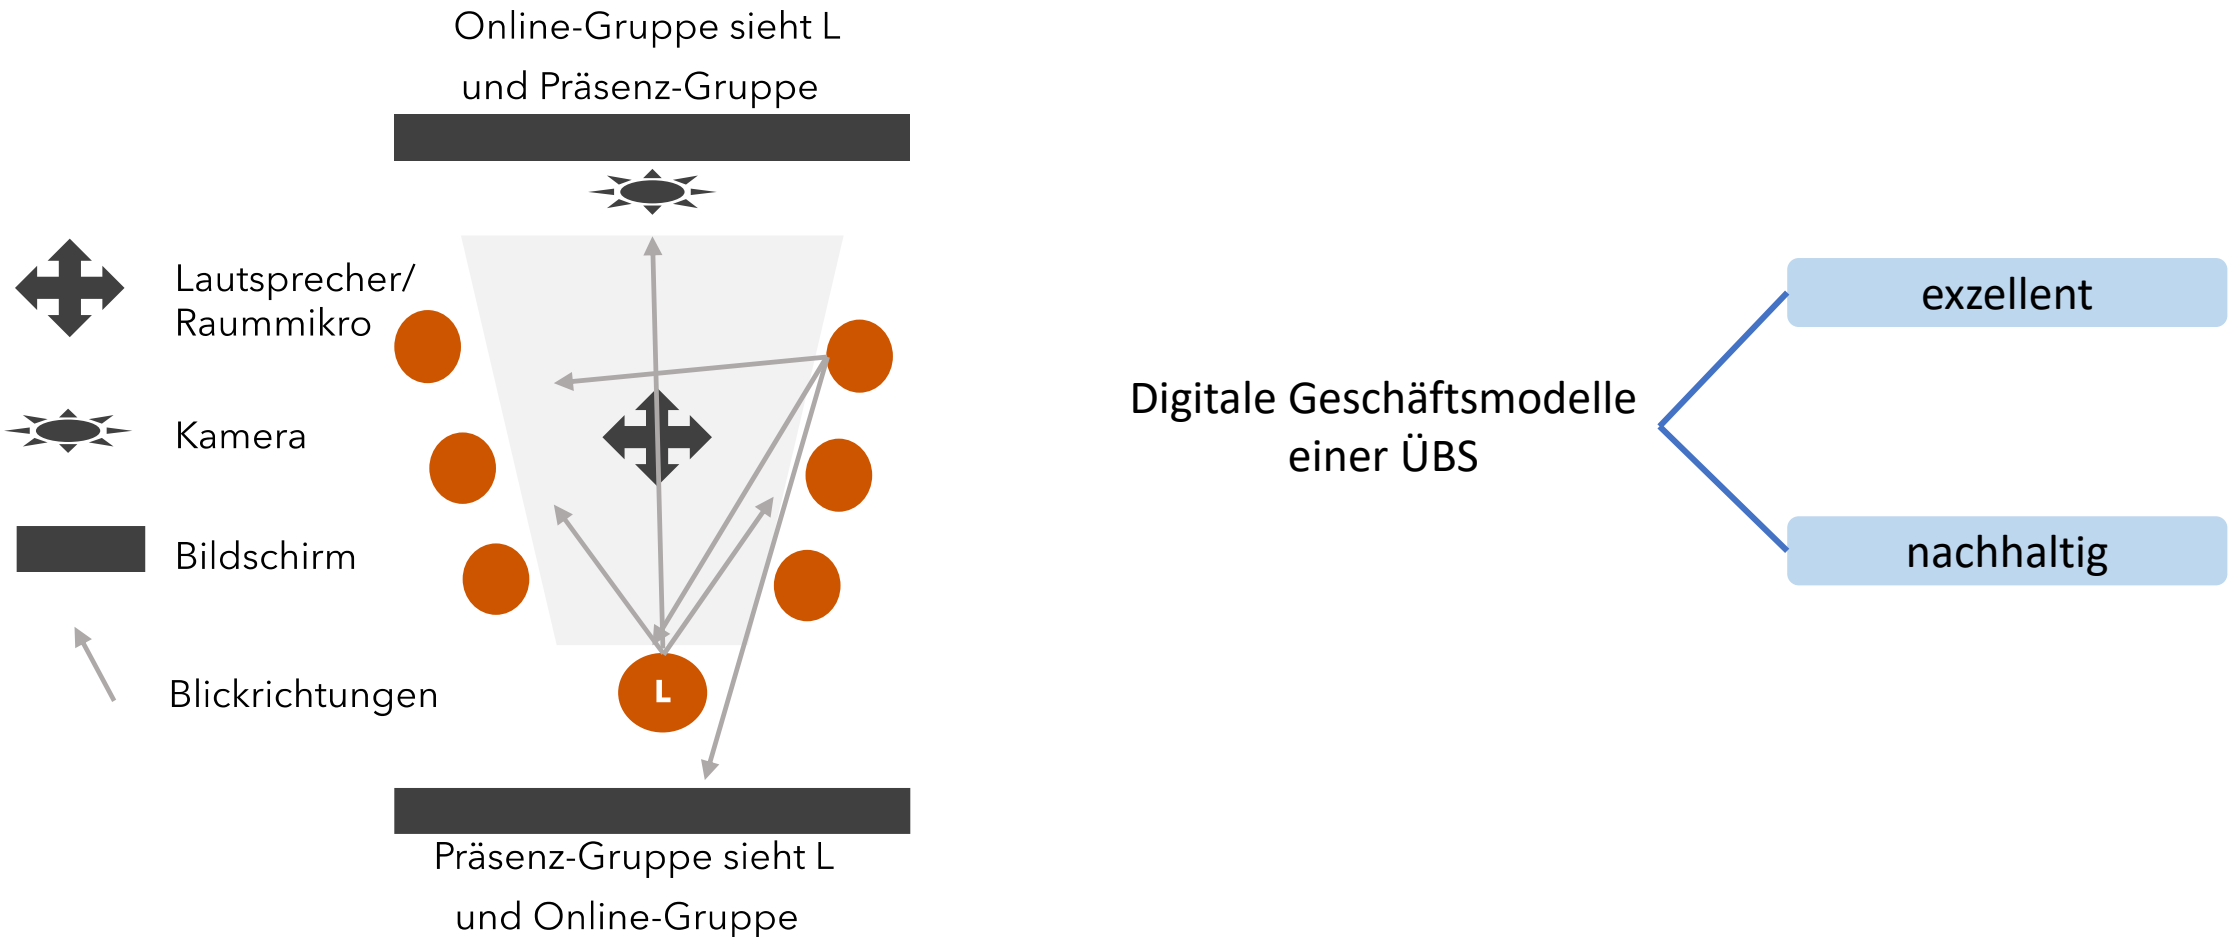 Online-Gruppe sieht L
und Präsenz-Gruppe
Lautsprecher/
Raummikro
Kamera
Bildschirm
Blickrichtungen
L
Präsenz-Gruppe sieht L
und Online-Gruppe
Digitale Geschäftsmodelle
einer ÜBS
exzellent
nachhaltig